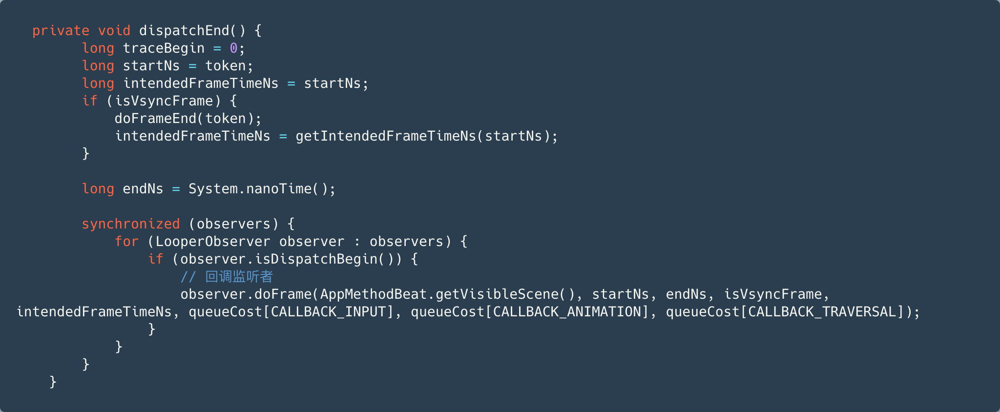 private void dispatchEnd() {
long traceBegin = 0;
long startNs = token;
long intendedFrameTimeNs = startNs;
if (isVsyncFrame) {
doFrameEnd(token);
intendedFrameTimeNs = getIntendedFrameTimeNs(startNs);
}
long endNs = System.nanoTime();
synchronized (observers) {
for (LooperObserver observer : observers) {
if (observer.isDispatchBegin()) {
// 回调监听者
observer.doFrame(AppMethodBeat.getVisibleScene(), startNs, endNs, isVsyncFrame,
intendedFrameTimeNs, queueCost[CALLBACK_INPUT], queueCost[CALLBACK_ANIMATION], queueCost[CALLBACK_TRAVERSAL]);
}
}
}
}